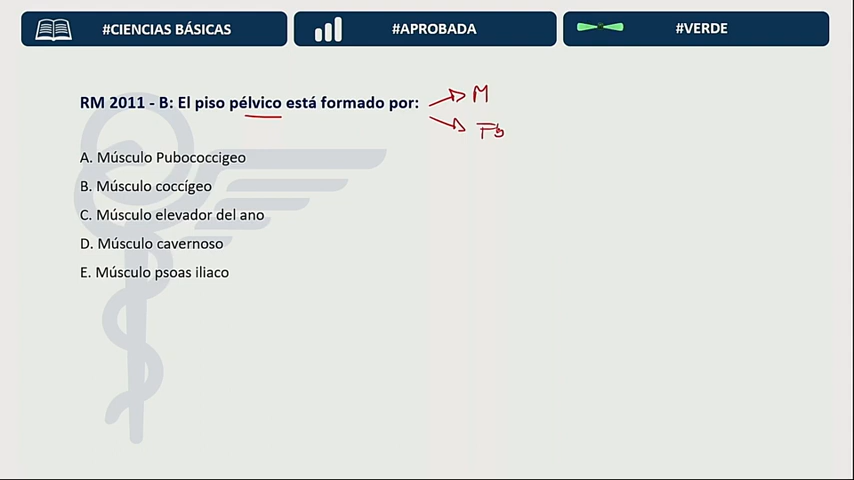 #CIENCIAS BÁSICAS
#APROBADA
#VERDE
RM 2011 - B: El piso pélvico está formado por:
M
A. Músculo Pubococcigeo
B. Músculo coccígeo
C. Músculo elevador del ano
D. Músculo cavernoso
E. Músculo psoas iliaco